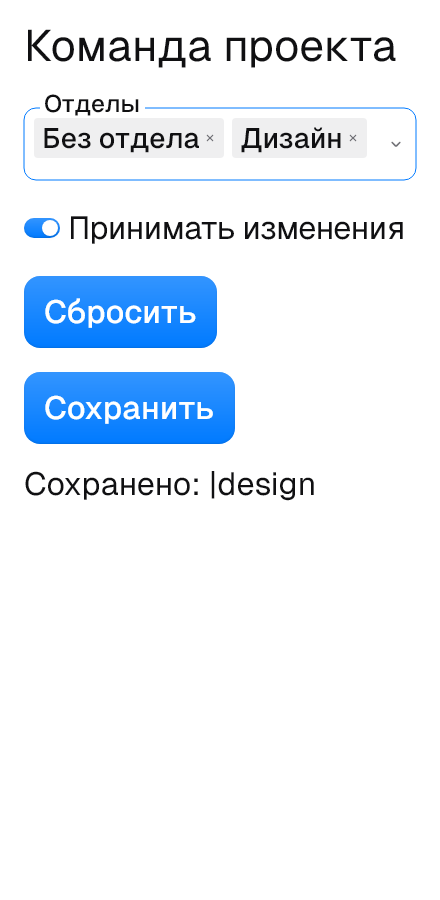 Команда проекта
Отделы
Без отдела × Дизайн ×
Принимать изменения
Сбросить
Сохранить
Сохранено: |design